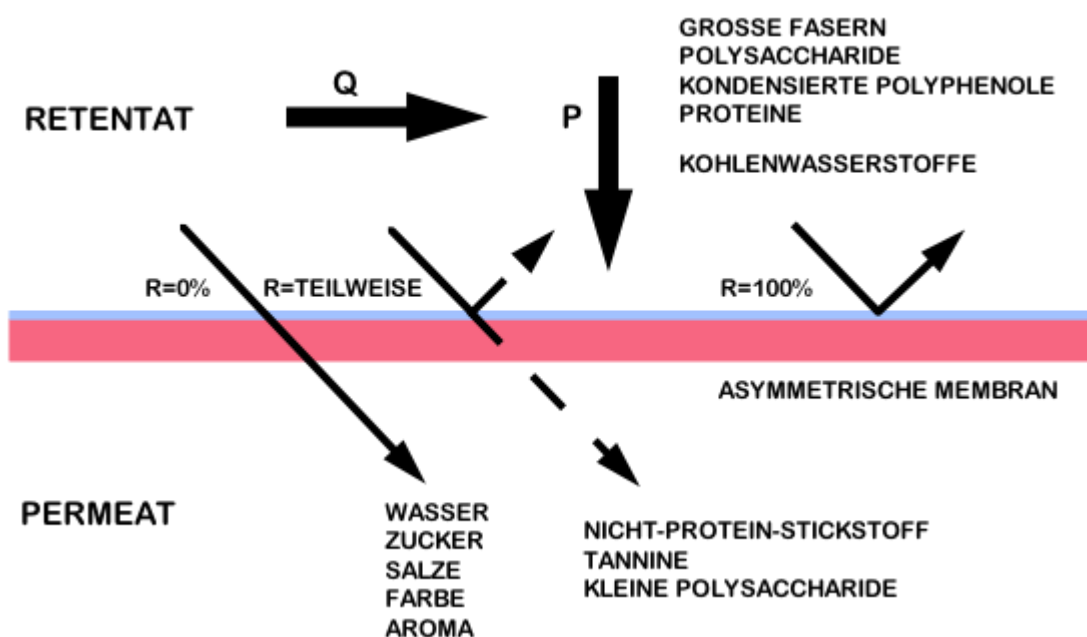 GROSSE FASERN
POLYSACCHARIDE
KONDENSIERTE POLYPHENOLE
PROTEINE
KOHLENWASSERSTOFFE
Q
RETENTAT
P
R=0%
R=TEILWEISE
R=100%
ASYMMETRISCHE MEMBRAN
PERMEAT
WASSER
ZUCKER
SALZE
FARBE
AROMA
NICHT-PROTEIN-STICKSTOFF
TANNINE
KLEINE POLYSACCHARIDE